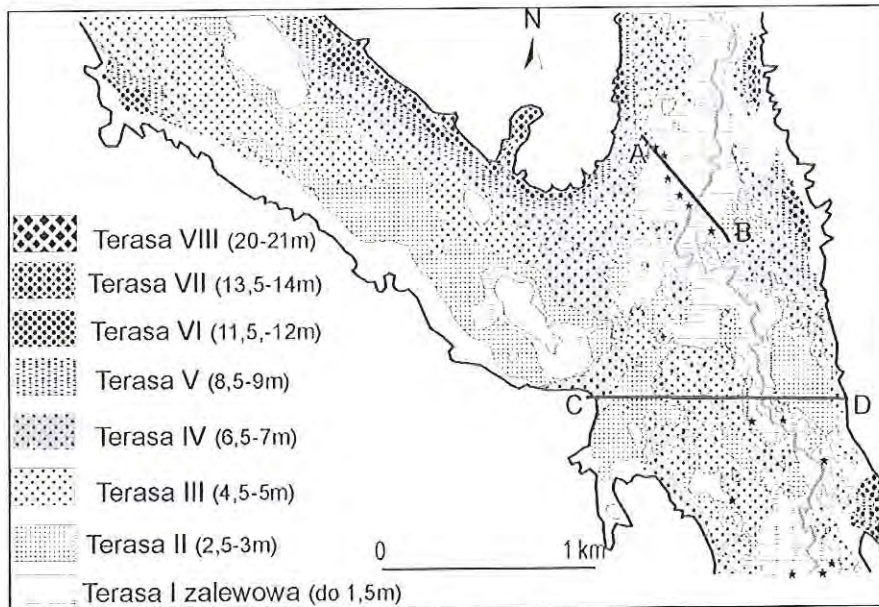 N
A
B
C
D
Terasa VIII (20-21m)
Terasa VII (13,5-14m)
Terasa VI (11,5,-12m)
Terasa V (8,5-9m)
Terasa IV (6,5-7m)
Terasa III (4,5-5m)
Terasa II (2,5-3m)
Terasa I zalewowa (do 1,5m)
0
1 km